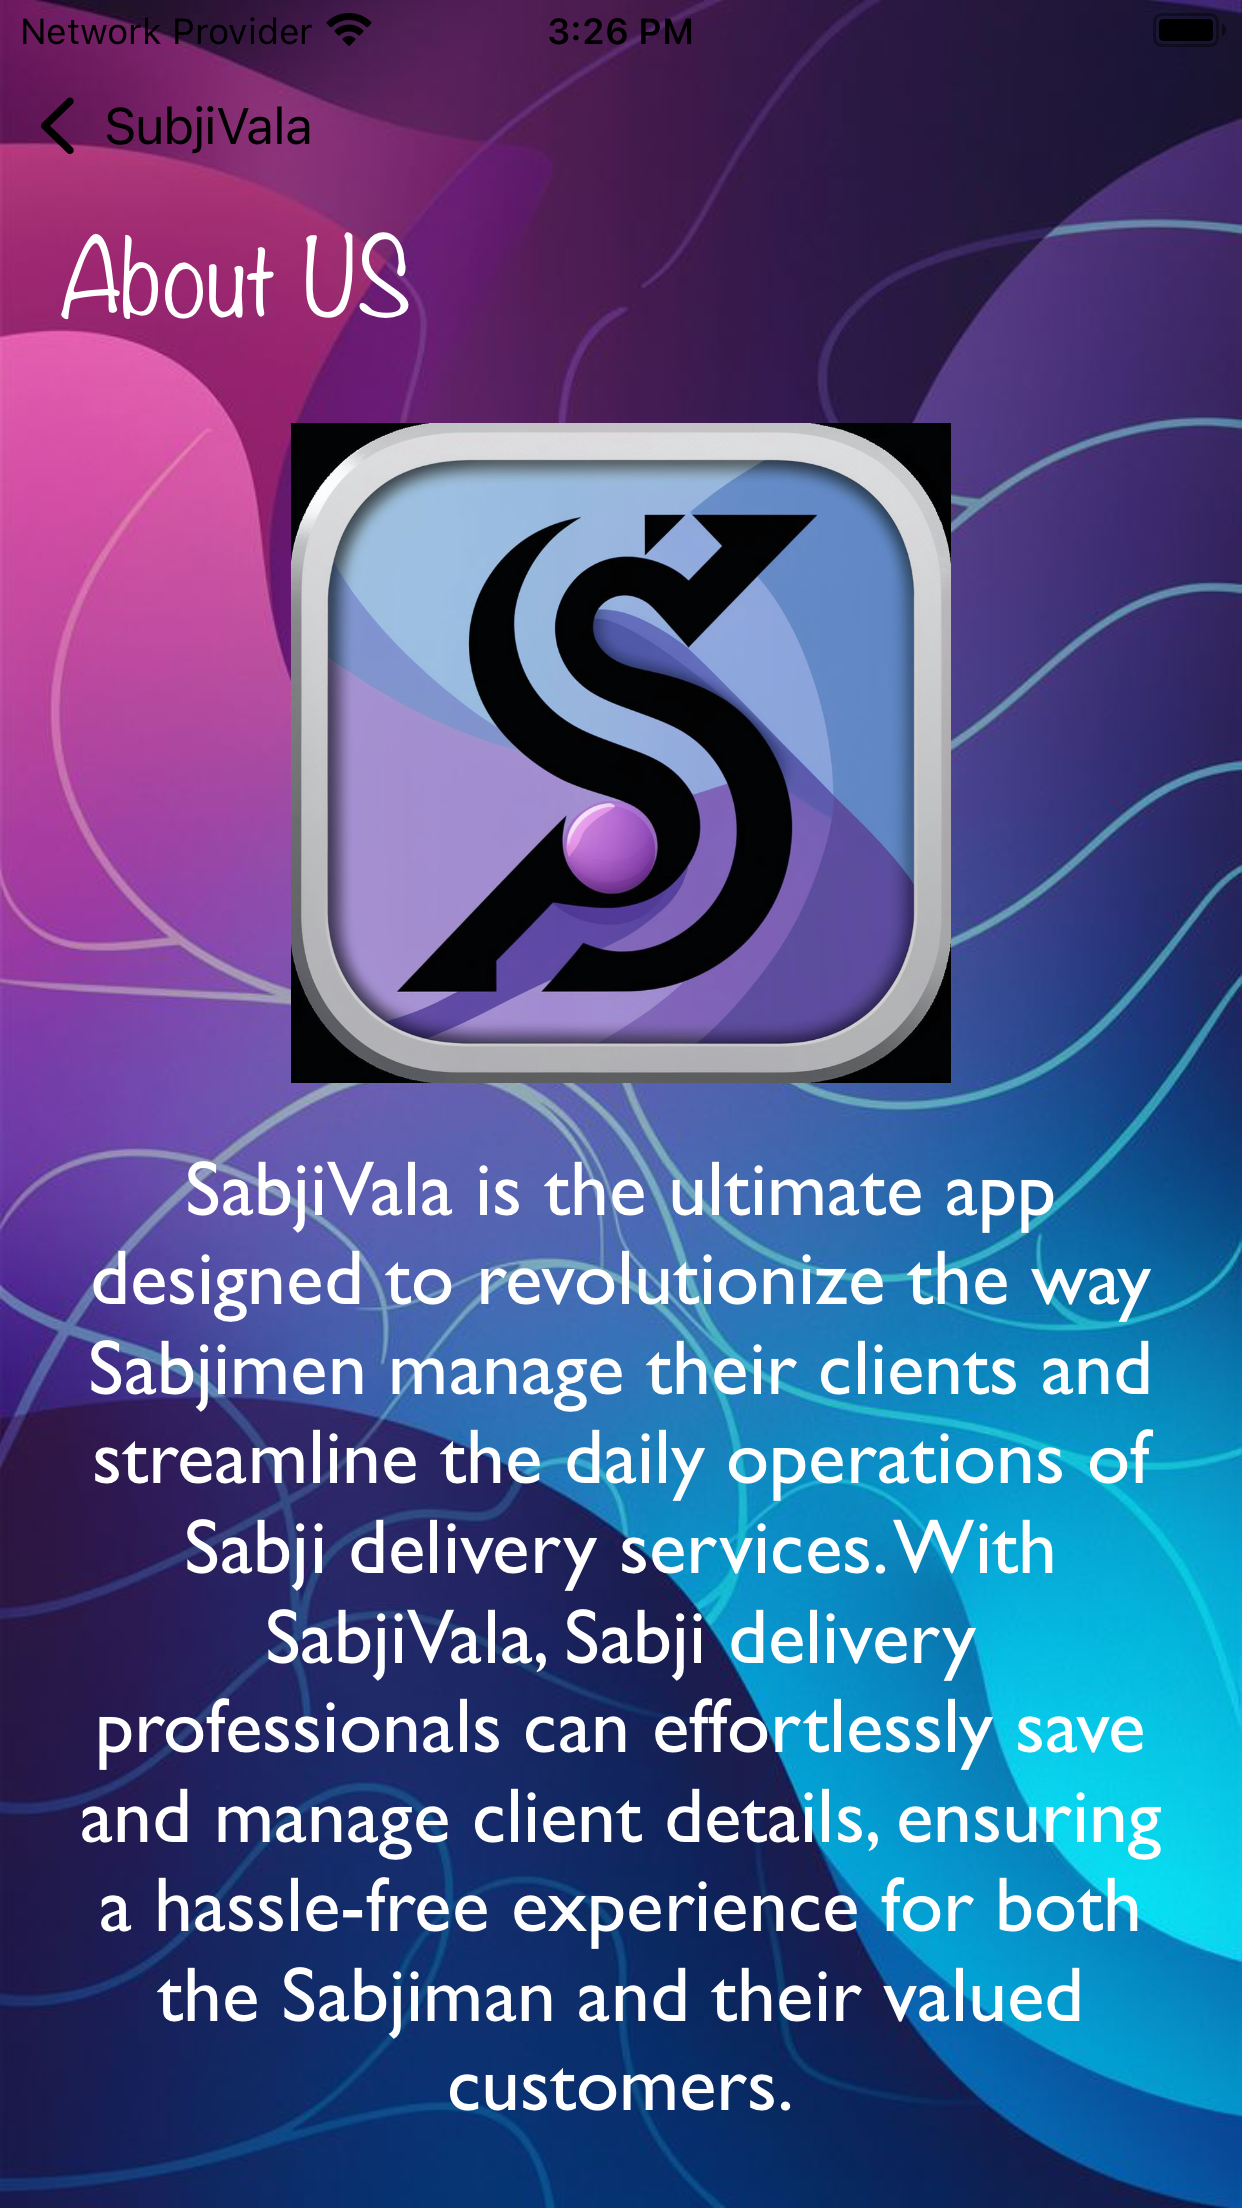 Network Provider 3:26 PM
SubjiVala
About US
SabjiVala is the ultimate app
designed to revolutionize the way
Sabjimen manage their clients and
streamline the daily operations of
Sabji delivery services. With
SabjiVala, Sabji delivery
professionals can effortlessly save
and manage client details, ensuring
a hassle-free experience for both
the Sabjiman and their valued
customers.